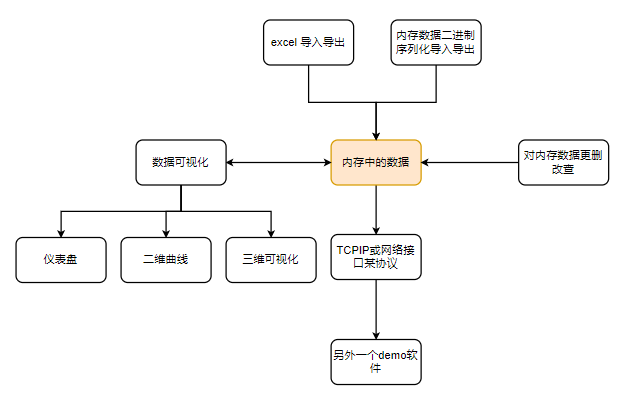 excel 导入导出
内存数据二进制
序列化导入导出
数据可视化
内存中的数据
对内存数据更删
改查
仪表盘
二维曲线
三维可视化
TCPIP或网络接
口某协议
另外一个demo软
件